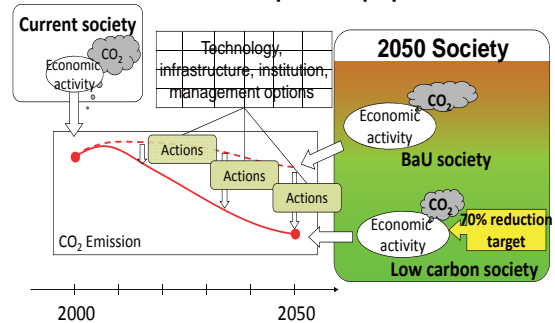 Current society
CO2
Economic
activity
Technology,
infrastructure, institution,
management options
2050 Society
CO2
Economic
activity
BaU society
Actions
Actions
Actions
CO2
Economic
activity
70% reduction
target
Low carbon society
CO2 Emission
2000
2050